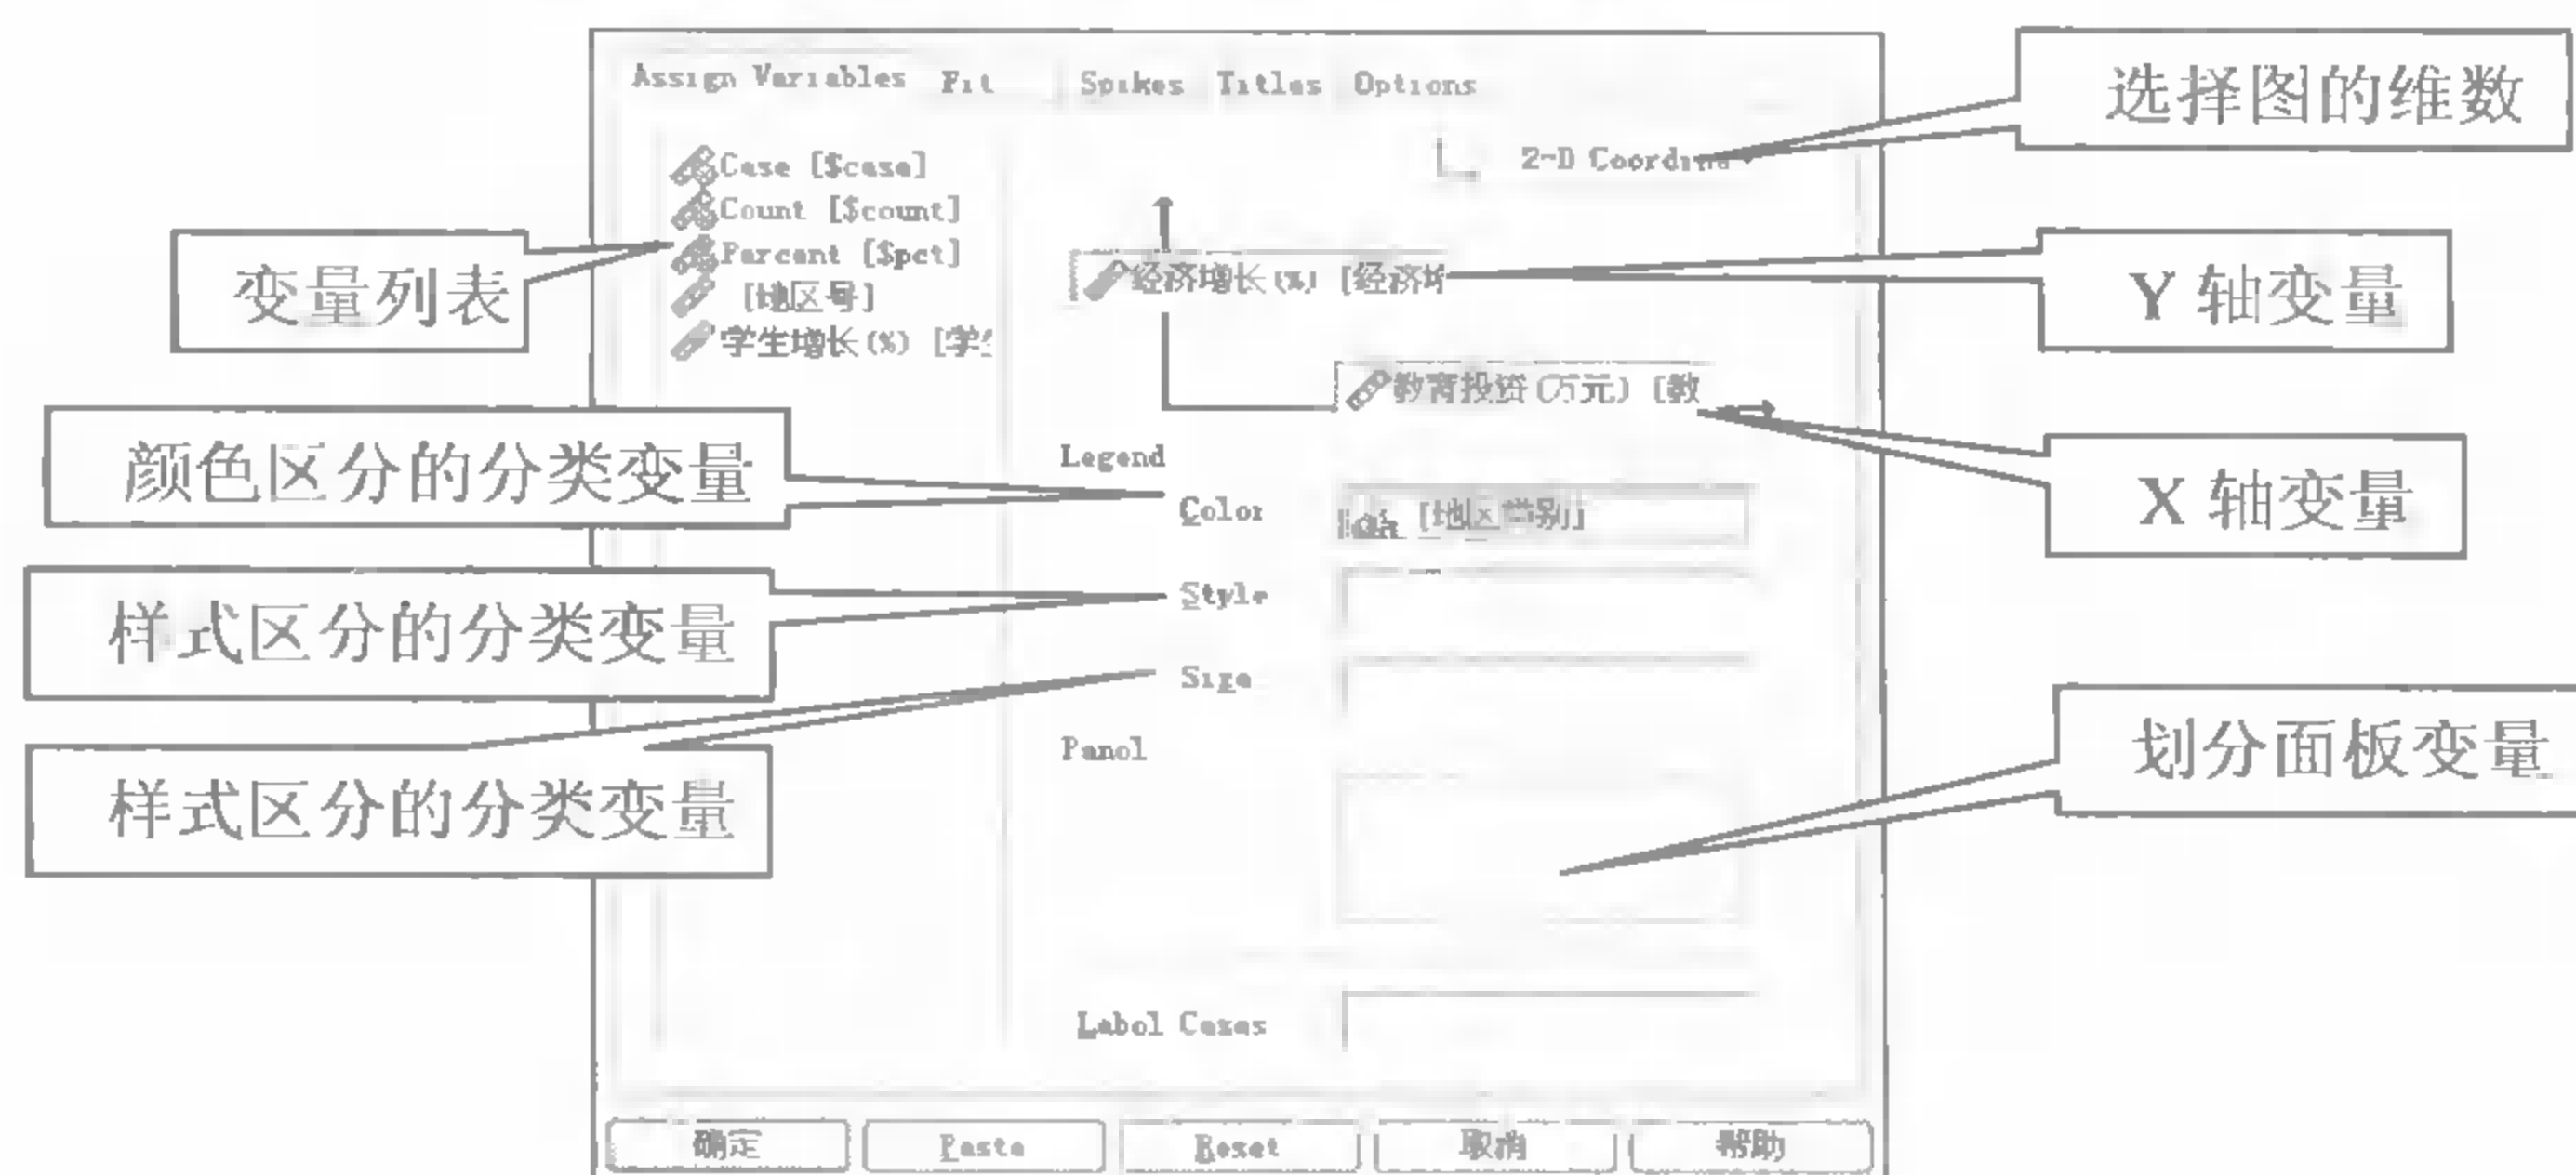 Assign Variables Fit Spikes Titles Options
选择图的维数
2-D Coordina
Case [$case]
Count [$count]
Percent [$pct]
[地区号]
学生增长(%) [学生
变量列表
经济增长(%) [经济增
Y 轴变量
教育投资(万元) [教
X 轴变量
颜色区分的分类变量
Legend
Color
[地区类别]
样式区分的分类变量
Style
Size
样式区分的分类变量
Panel
划分面板变量
Label Cases
确定 Paste Reset 取消 帮助